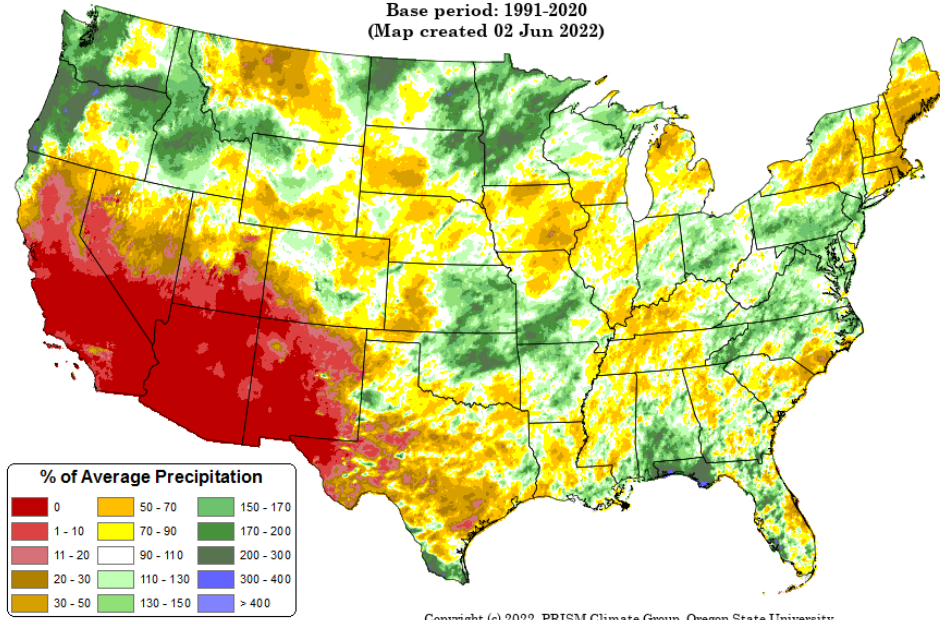 Base period: 1991-2020
(Map created 02 Jun 2022)
% of Average Precipitation
0
1 - 10
11 - 20
20 - 30
30 - 50
50 - 70
70 - 90
90 - 110
110 - 130
130 - 150
150 - 170
170 - 200
200 - 300
300 - 400
> 400
Copyright (c) 2022, PRISM Climate Group, Oregon State University